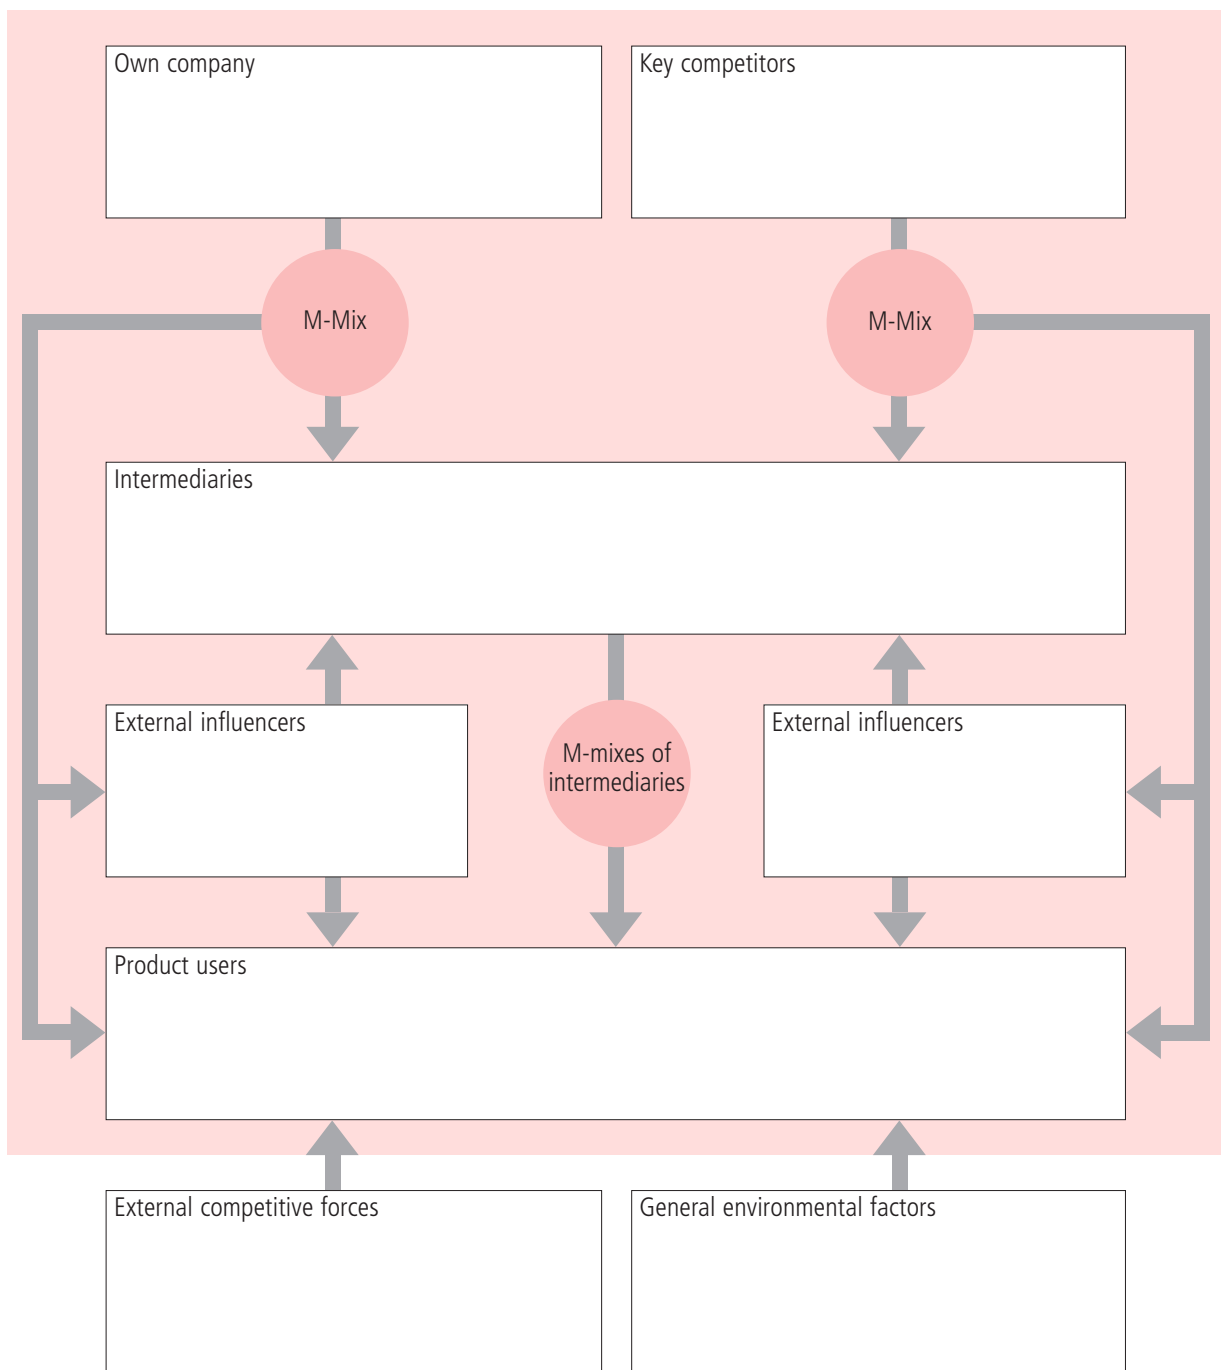 Own company
Key competitors
M-Mix
M-Mix
Intermediaries
External influencers
M-mixes of
intermediaries
External influencers
Product users
External competitive forces
General environmental factors